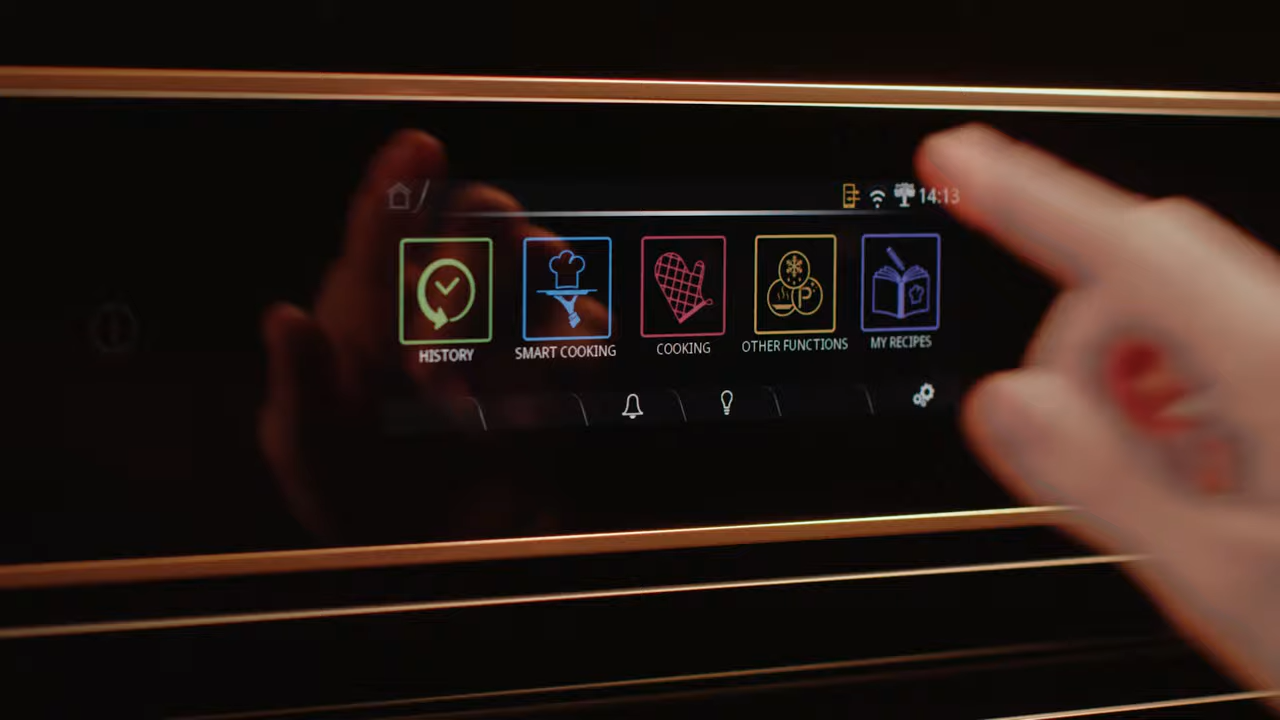 14:13
HISTORY
SMART COOKING
COOKING
OTHER FUNCTIONS
MY RECIPES